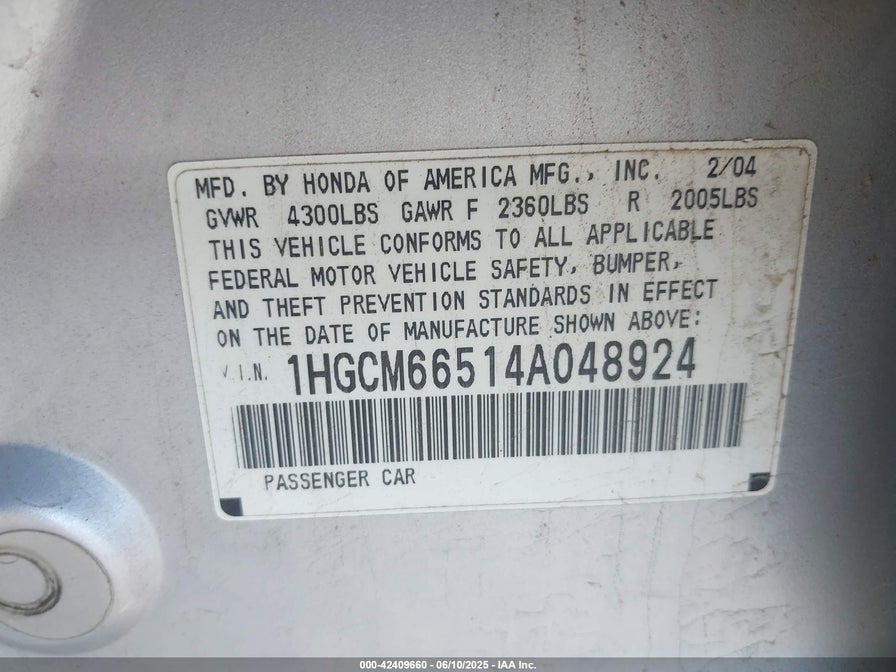 MFD. BY HONDA OF AMERICA MFG., INC. 2/04
GVWR 4300LBS GAWR F 2360LBS R 2005LBS
THIS VEHICLE CONFORMS TO ALL APPLICABLE
FEDERAL MOTOR VEHICLE SAFETY, BUMPER,
AND THEFT PREVENTION STANDARDS IN EFFECT
ON THE DATE OF MANUFACTURE SHOWN ABOVE:
V.I.N. 1HGCM66514A048924
PASSENGER CAR
000-42409660 - 06/10/2025 - IAA Inc.